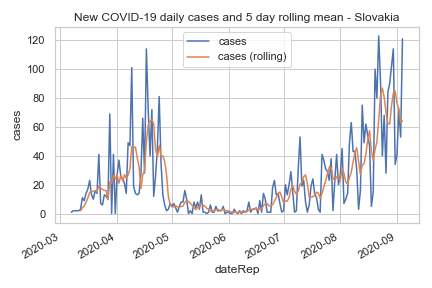 New COVID-19 daily cases and 5 day rolling mean - Slovakia
cases
cases (rolling)
120
100
80
60
40
20
0
cases
2020-03
2020-04
2020-05
2020-06
2020-07
2020-08
2020-09
dateRep